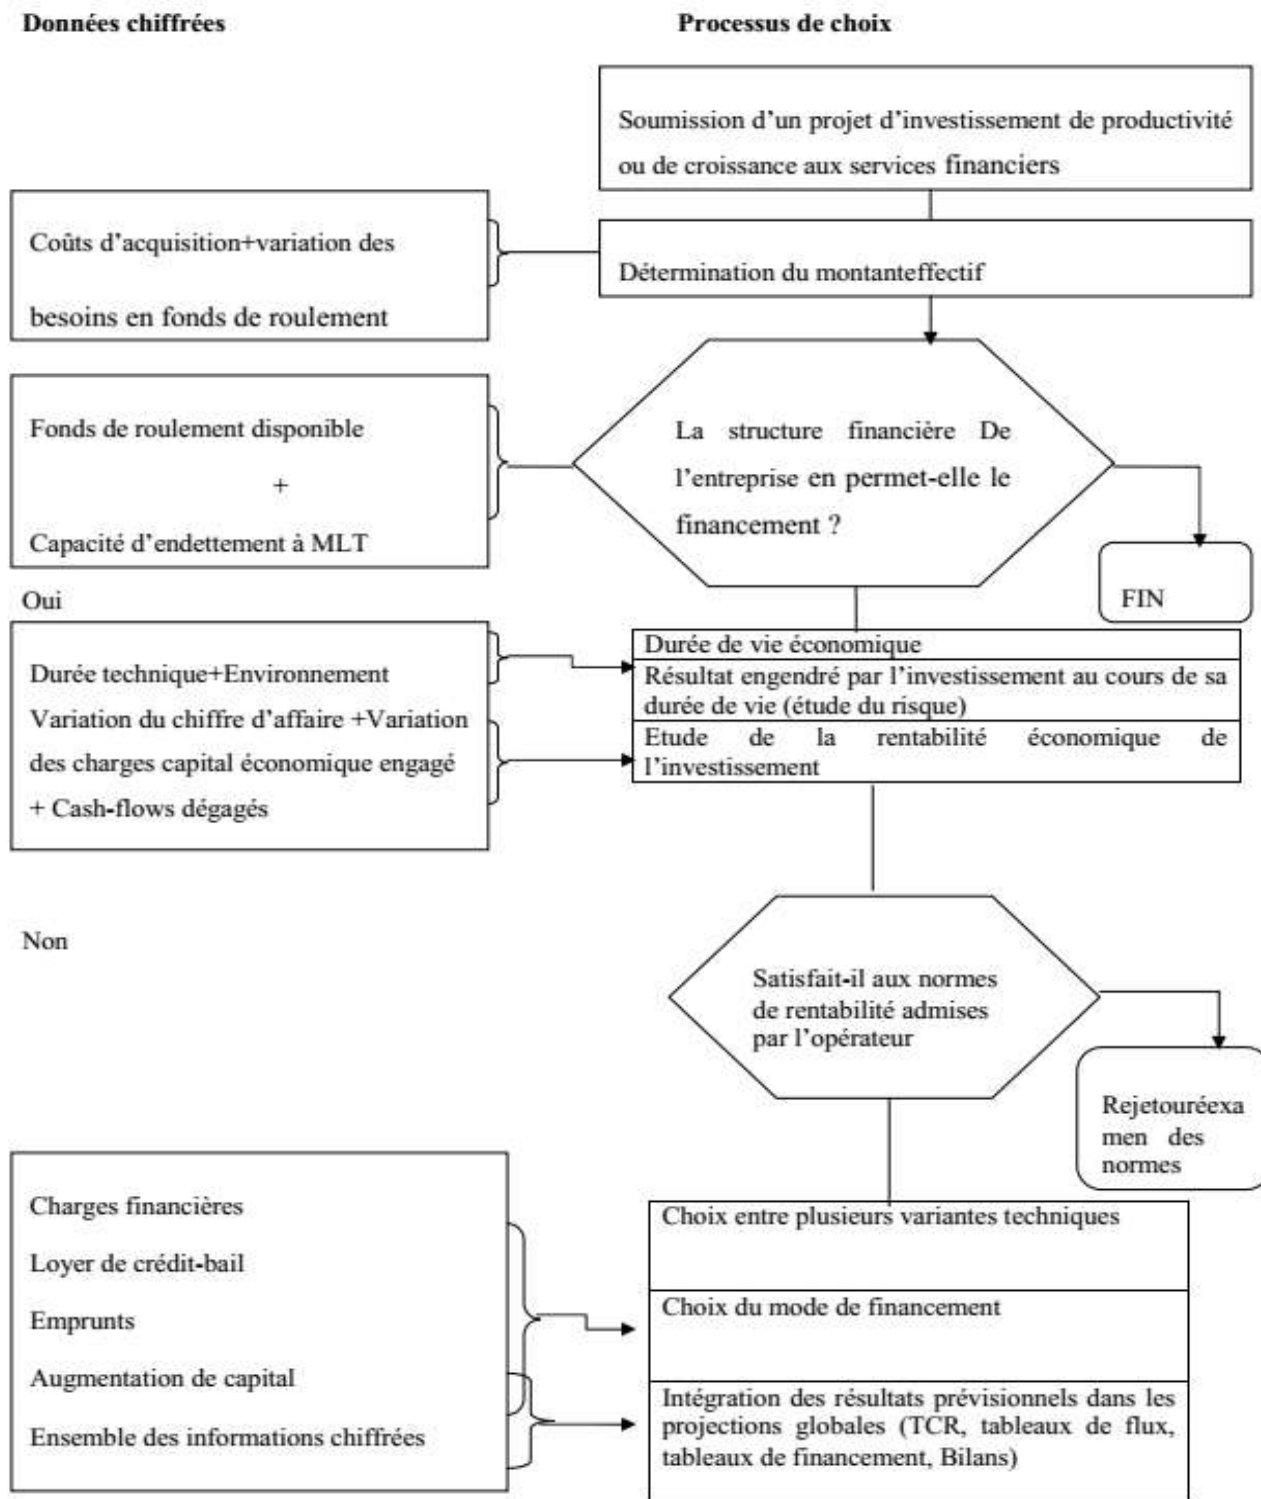 Données chiffrées
Processus de choix
Soumission d'un projet d'investissement de productivité
ou de croissance aux services financiers
Coûts d'acquisition+variation des
besoins en fonds de roulement
Détermination du montanteffectif
Fonds de roulement disponible
+
Capacité d'endettement à MLT
La structure financière De
l'entreprise en permet-elle le
financement ?
FIN
Oui
Durée technique+Environnement
Variation du chiffre d'affaire +Variation
des charges capital économique engagé
+ Cash-flows dégagés
Durée de vie économique
Résultat engendré par l'investissement au cours de sa
durée de vie (étude du risque)
Etude de la rentabilité économique de
l'investissement
Non
Satisfait-il aux normes
de rentabilité admises
par l'opérateur
Rejetouréexa
men des
normes
Charges financières
Loyer de crédit-bail
Emprunts
Augmentation de capital
Ensemble des informations chiffrées
Choix entre plusieurs variantes techniques
Choix du mode de financement
Intégration des résultats prévisionnels dans les
projections globales (TCR, tableaux de flux,
tableaux de financement, Bilans)